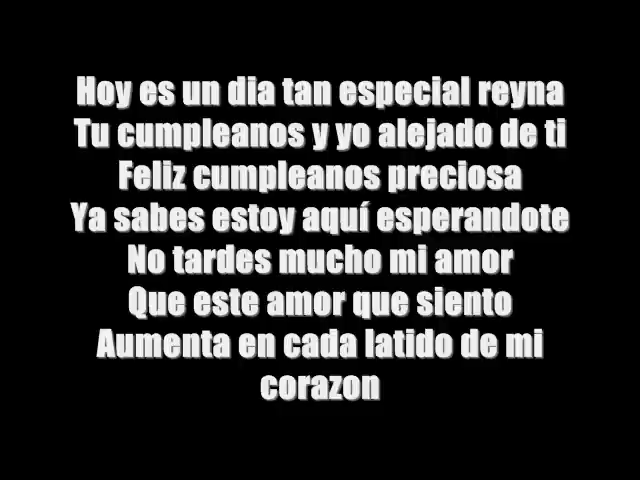 Hoy es un dia tan especial reyna
Tu cumpleanos y yo alejado de ti
Feliz cumpleanos preciosa
Ya sabes estoy aquí esperandote
No tardes mucho mi amor
Que este amor que siento
Aumenta en cada latido de mi
corazon